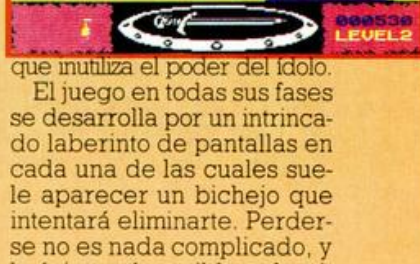 000530
LEVEL2
que inutiliza el poder del ídolo.
El juego en todas sus fases
se desarrolla por un intrinca-
do laberinto de pantallas en
cada una de las cuales sue-
le aparecer un bichejo que
intentará eliminarte. Perder-
se no es nada complicado, y